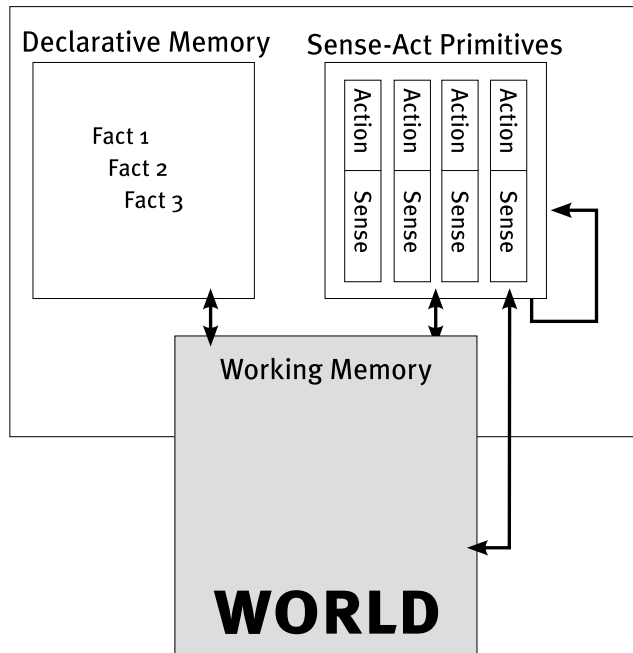 Declarative Memory
Sense-Act Primitives
Fact 1
Fact 2
Fact 3
Action Action Action Action
Sense Sense Sense Sense
Working Memory
WORLD